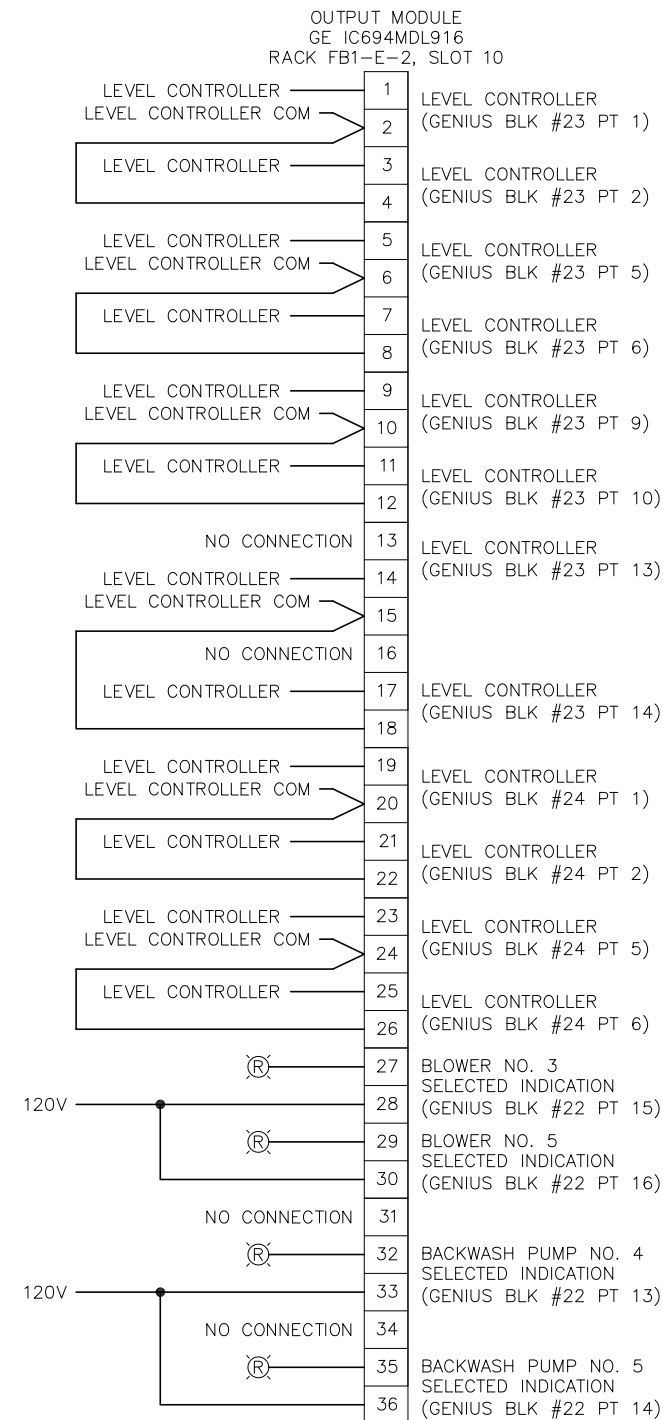 OUTPUT MODULE
GE IC694MDL916
RACK FB1-E-2, SLOT 10
LEVEL CONTROLLER
1
LEVEL CONTROLLER
LEVEL CONTROLLER COM
2
(GENIUS BLK #23 PT 1)
LEVEL CONTROLLER
3
LEVEL CONTROLLER
4
(GENIUS BLK #23 PT 2)
LEVEL CONTROLLER
5
LEVEL CONTROLLER
LEVEL CONTROLLER COM
6
(GENIUS BLK #23 PT 5)
LEVEL CONTROLLER
7
LEVEL CONTROLLER
8
(GENIUS BLK #23 PT 6)
LEVEL CONTROLLER
9
LEVEL CONTROLLER
LEVEL CONTROLLER COM
10
(GENIUS BLK #23 PT 9)
LEVEL CONTROLLER
11
LEVEL CONTROLLER
12
(GENIUS BLK #23 PT 10)
NO CONNECTION
13
LEVEL CONTROLLER
(GENIUS BLK #23 PT 13)
LEVEL CONTROLLER
14
LEVEL CONTROLLER COM
15
NO CONNECTION
16
LEVEL CONTROLLER
17
LEVEL CONTROLLER
(GENIUS BLK #23 PT 14)
18
LEVEL CONTROLLER
19
LEVEL CONTROLLER
LEVEL CONTROLLER COM
20
(GENIUS BLK #24 PT 1)
LEVEL CONTROLLER
21
LEVEL CONTROLLER
22
(GENIUS BLK #24 PT 2)
LEVEL CONTROLLER
23
LEVEL CONTROLLER
LEVEL CONTROLLER COM
24
(GENIUS BLK #24 PT 5)
LEVEL CONTROLLER
25
LEVEL CONTROLLER
26
(GENIUS BLK #24 PT 6)
R
27
BLOWER NO. 3
SELECTED INDICATION
120V
28
(GENIUS BLK #22 PT 15)
R
29
BLOWER NO. 5
SELECTED INDICATION
30
(GENIUS BLK #22 PT 16)
NO CONNECTION
31
R
32
BACKWASH PUMP NO. 4
SELECTED INDICATION
120V
33
(GENIUS BLK #22 PT 13)
NO CONNECTION
34
R
35
BACKWASH PUMP NO. 5
SELECTED INDICATION
36
(GENIUS BLK #22 PT 14)